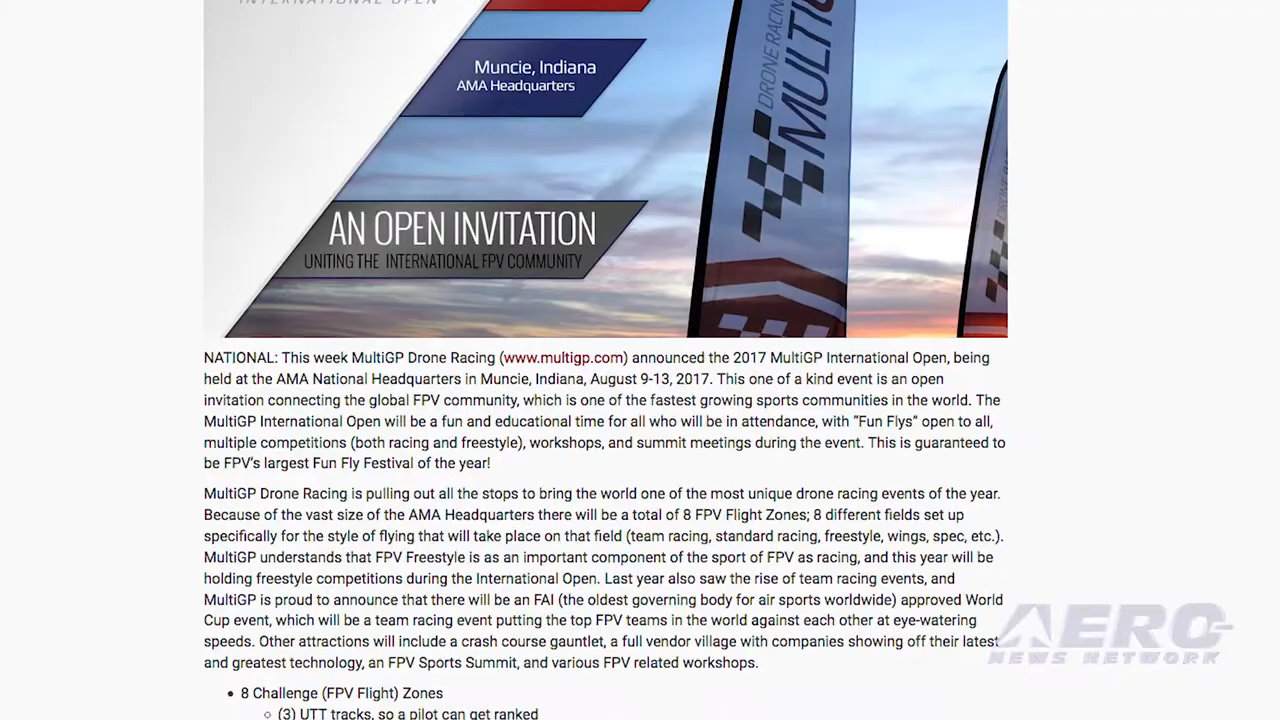 INTERNATIONAL OPEN
Muncie, Indiana
AMA Headquarters
DRONE RACING
MULTIG
AN OPEN INVITATION
UNITING THE INTERNATIONAL FPV COMMUNITY
NATIONAL: This week MultiGP Drone Racing (www.multigp.com) announced the 2017 MultiGP International Open, being
held at the AMA National Headquarters in Muncie, Indiana, August 9-13, 2017. This one of a kind event is an open
invitation connecting the global FPV community, which is one of the fastest growing sports communities in the world. The
MultiGP International Open will be a fun and educational time for all who will be in attendance, with “Fun Flys” open to all,
multiple competitions (both racing and freestyle), workshops, and summit meetings during the event. This is guaranteed to
be FPV’s largest Fun Fly Festival of the year!
MultiGP Drone Racing is pulling out all the stops to bring the world one of the most unique drone racing events of the year.
Because of the vast size of the AMA Headquarters there will be a total of 8 FPV Flight Zones; 8 different fields set up
specifically for the style of flying that will take place on that field (team racing, standard racing, freestyle, wings, spec, etc.).
MultiGP understands that FPV Freestyle is as an important component of the sport of FPV as racing, and this year will be
holding freestyle competitions during the International Open. Last year also saw the rise of team racing events, and
MultiGP is proud to announce that there will be an FAI (the oldest governing body for air sports worldwide) approved World
Cup event, which will be a team racing event putting the top FPV teams in the world against each other at eye-watering
speeds. Other attractions will include a crash course gauntlet, a full vendor village with companies showing off their latest
and greatest technology, an FPV Sports Summit, and various FPV related workshops.
• 8 Challenge (FPV Flight) Zones
○ (3) UTT tracks, so a pilot can get ranked
AERO
NEWS NETWORK